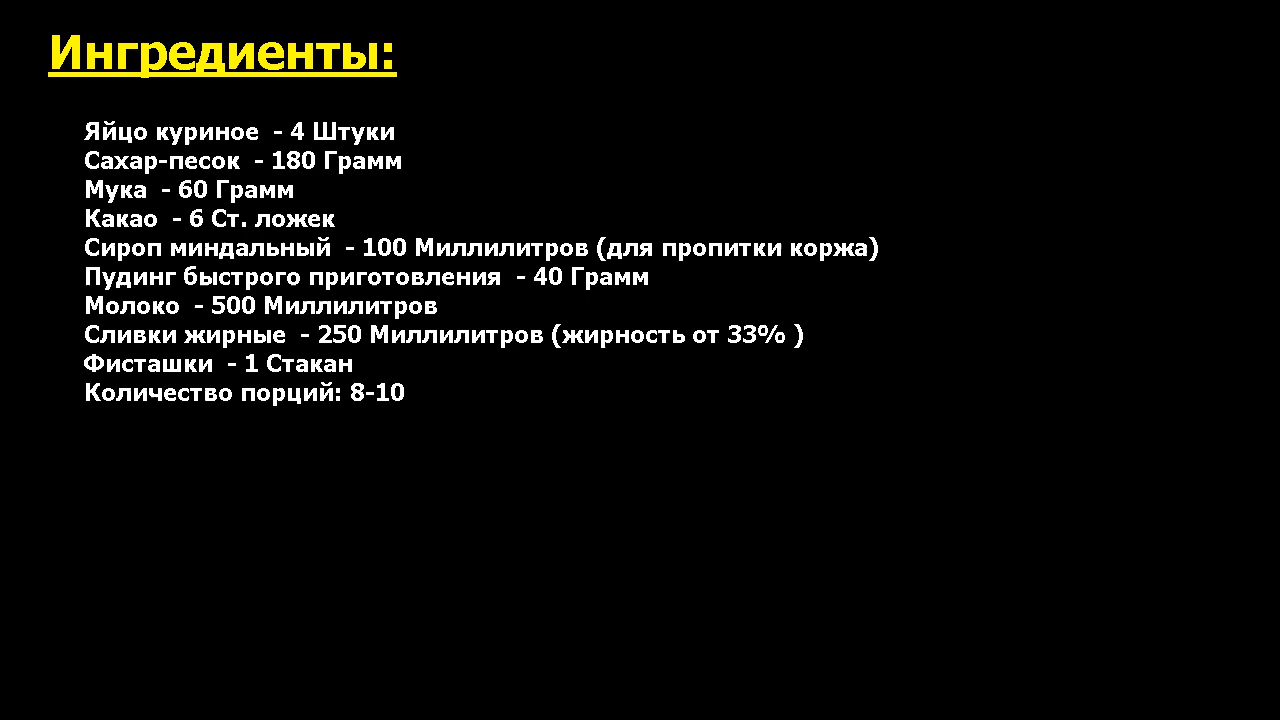 Ингредиенты:
Яйцо куриное  - 4 Штуки
Сахар-песок  - 180 Грамм
Мука  - 60 Грамм
Какао  - 6 Ст. ложек
Сироп миндальный  - 100 Миллилитров (для пропитки коржа)
Пудинг быстрого приготовления  - 40 Грамм
Молоко  - 500 Миллилитров
Сливки жирные  - 250 Миллилитров (жирность от 33% )
Фисташки  - 1 Стакан
Количество порций: 8-10